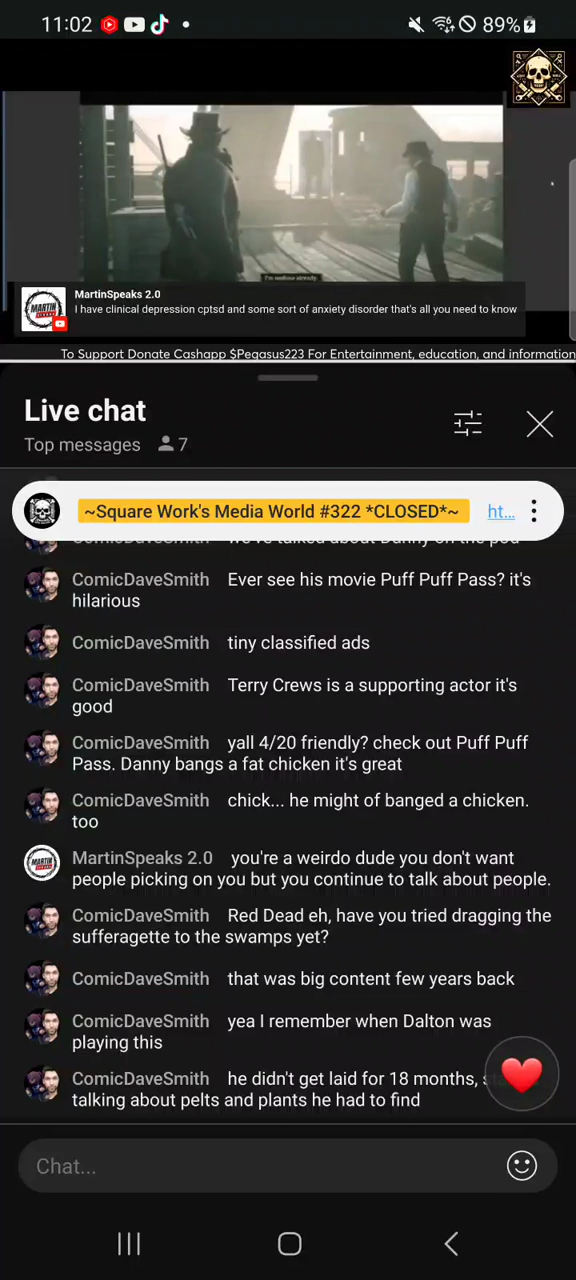 11:02
89%
I'm useless already.
MartinSpeaks 2.0
I have clinical depression cptsd and some sort of anxiety disorder that's all you need to know
To Support Donate Cashapp $Pegasus223 For Entertainment, education, and information
Live chat
Top messages 7
~Square Work's Media World #322 *CLOSED*~ ht...
we've talked about Danny on the pod
ComicDaveSmith Ever see his movie Puff Puff Pass? it's
hilarious
ComicDaveSmith tiny classified ads
ComicDaveSmith Terry Crews is a supporting actor it's
good
ComicDaveSmith yall 4/20 friendly? check out Puff Puff
Pass. Danny bangs a fat chicken it's great
ComicDaveSmith chick... he might of banged a chicken.
too
MARTIN
MartinSpeaks 2.0 you're a weirdo dude you don't want
people picking on you but you continue to talk about people.
ComicDaveSmith Red Dead eh, have you tried dragging the
sufferagette to the swamps yet?
ComicDaveSmith that was big content few years back
ComicDaveSmith yea I remember when Dalton was
playing this
ComicDaveSmith he didn't get laid for 18 months,
talking about pelts and plants he had to find
Chat...